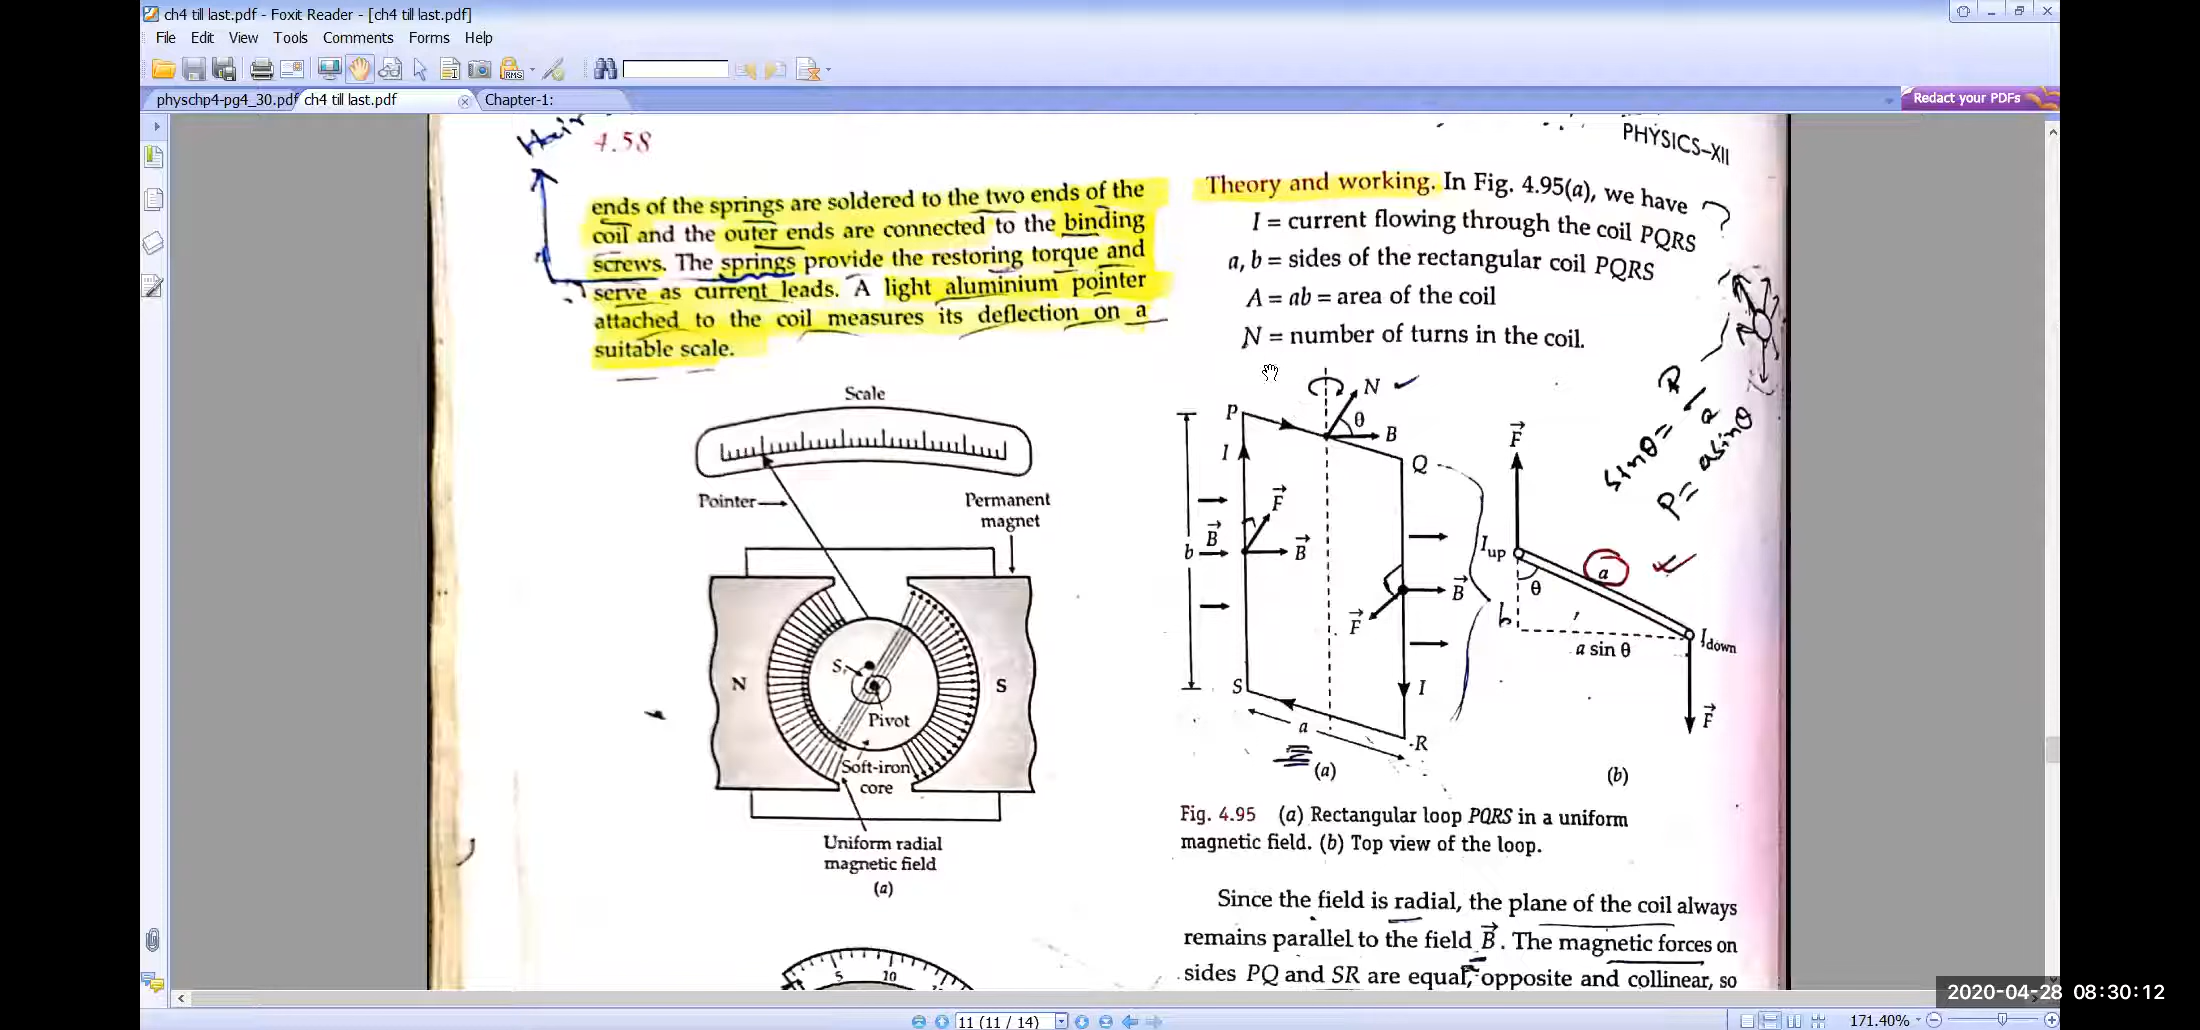 ch4 till last.pdf - Foxit Reader - [ch4 till last.pdf]
File Edit View Tools Comments Forms Help
physchp4-pg4_30.pdf ch4 till last.pdf Chapter-1:
Redact your PDFs
Hair
4.58
PHYSICS–XII
ends of the springs are soldered to the two ends of the
coil and the outer ends are connected to the binding
screws. The springs provide the restoring torque and
serve as current leads. A light aluminium pointer
attached to the coil measures its deflection on a
suitable scale.
Scale
Pointer
Permanent
magnet
N
S
S
Pivot
Soft-iron
core
Uniform radial
magnetic field
(a)
5 10
Theory and working. In Fig. 4.95(a), we have
I = current flowing through the coil PQRS
a, b = sides of the rectangular coil PQRS
A = ab = area of the coil
N = number of turns in the coil.
P
N
θ
B
I
Q
F
B
B
b
B
F
S
I
a
R
(a)
F
I up
a
θ
b
a sin θ
I down
F
(b)
sinθ = P/a
P = a sinθ
Fig. 4.95 (a) Rectangular loop PQRS in a uniform
magnetic field. (b) Top view of the loop.
Since the field is radial, the plane of the coil always
remains parallel to the field B. The magnetic forces on
sides PQ and SR are equal, opposite and collinear, so
2020-04-28 08:30:12
11 (11 / 14)
171.40%